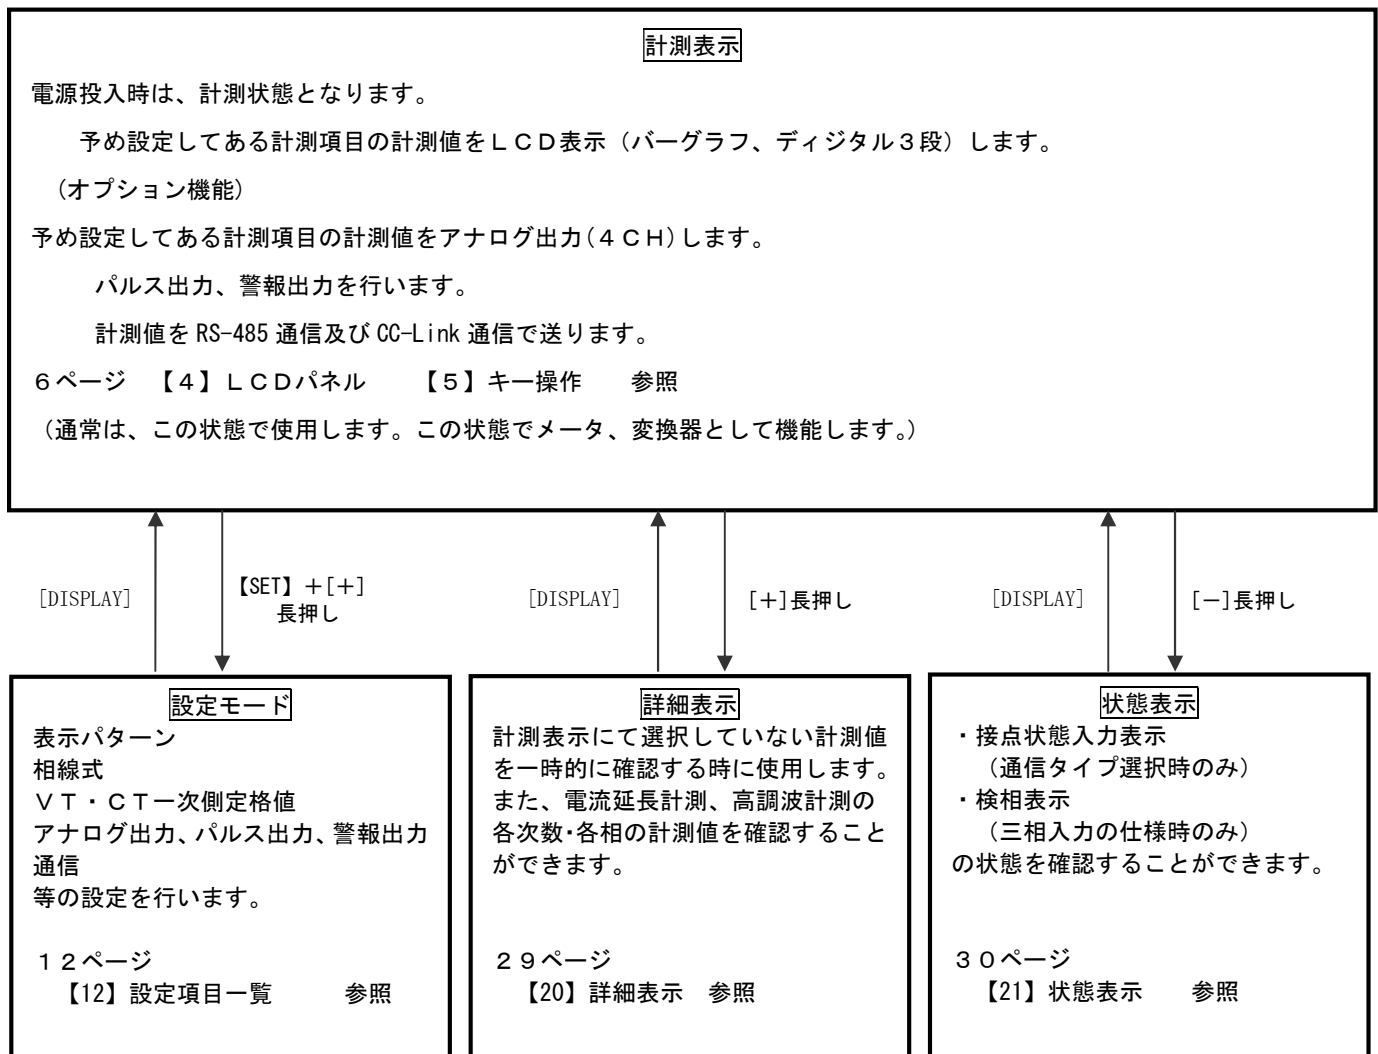 計測表示
電源投入時は、計測状態となります。
予め設定してある計測項目の計測値をＬＣＤ表示（バーグラフ、ディジタル３段）します。
（オプション機能）
予め設定してある計測項目の計測値をアナログ出力(４ＣＨ)します。
パルス出力、警報出力を行います。
計測値を RS-485 通信及び CC-Link 通信で送ります。
６ページ　【４】ＬＣＤパネル　　【５】キー操作　　参照
（通常は、この状態で使用します。この状態でメータ、変換器として機能します。）
[DISPLAY]
【SET】＋[＋]
長押し
[DISPLAY]
[＋]長押し
[DISPLAY]
[－]長押し
設定モード
表示パターン
相線式
ＶＴ・ＣＴ一次側定格値
アナログ出力、パルス出力、警報出力
通信
等の設定を行います。
１２ページ
【12】設定項目一覧　　　参照
詳細表示
計測表示にて選択していない計測値
を一時的に確認する時に使用します。
また、電流延長計測、高調波計測の
各次数・各相の計測値を確認すること
ができます。
２９ページ
【20】詳細表示　参照
状態表示
・接点状態入力表示
（通信タイプ選択時のみ）
・検相表示
（三相入力の仕様時のみ）
の状態を確認することができます。
３０ページ
【21】状態表示　　参照